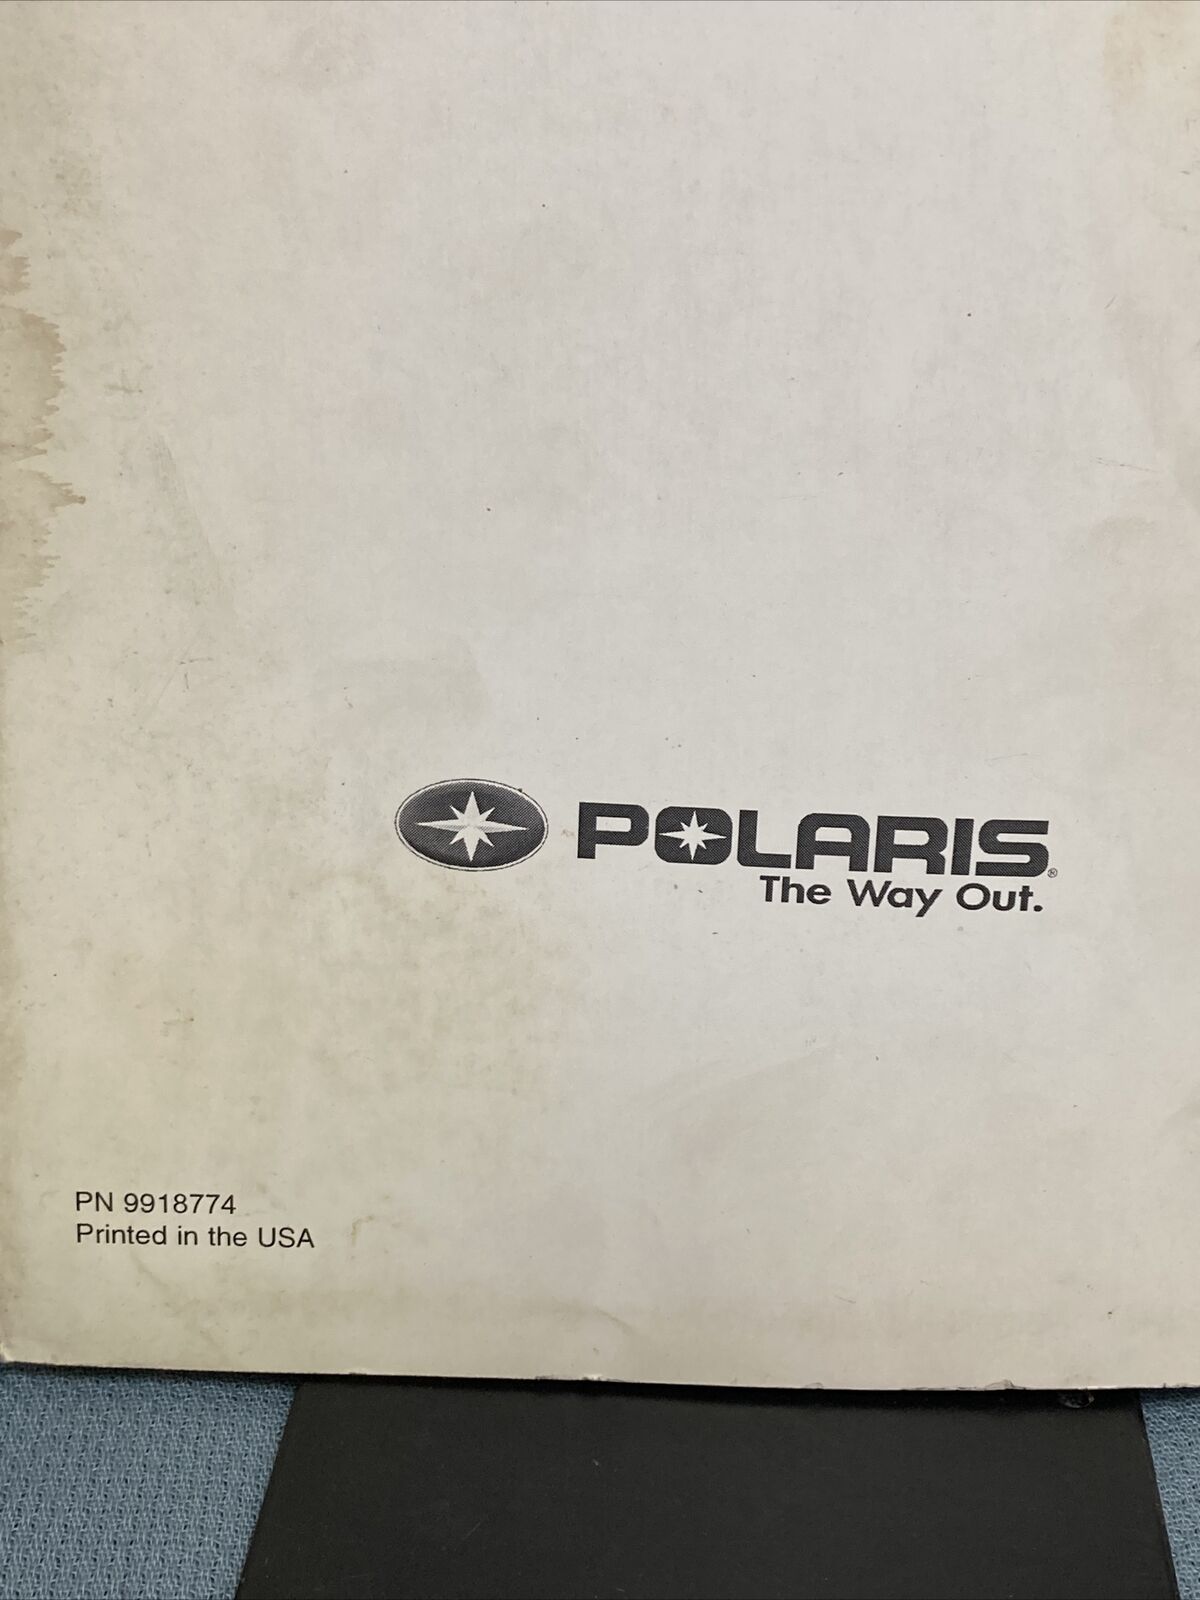 POLARIS®
The Way Out.
PN 9918774
Printed in the USA